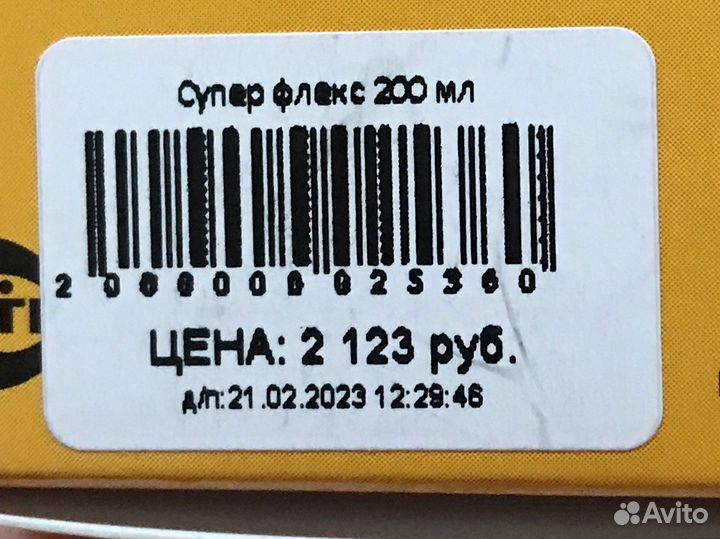 Супер флекс 200 мл
2 000000 025360
ЦЕНА: 2 123 руб.
д/п:21.02.2023 12:29:46
Avito